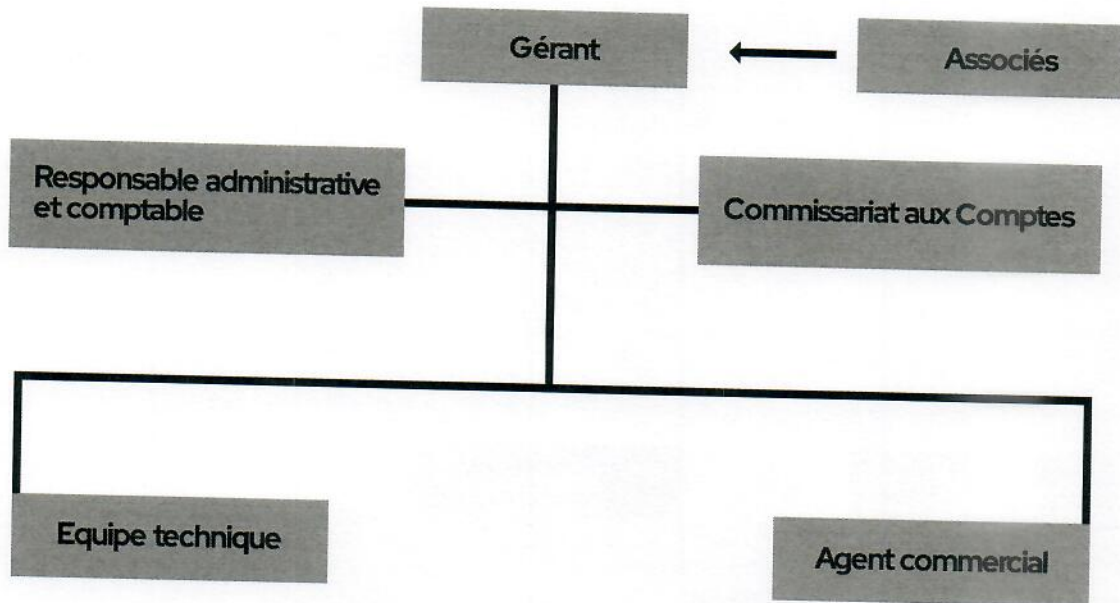 Gérant
Associés
Responsable administrative
et comptable
Commissariat aux Comptes
Equipe technique
Agent commercial